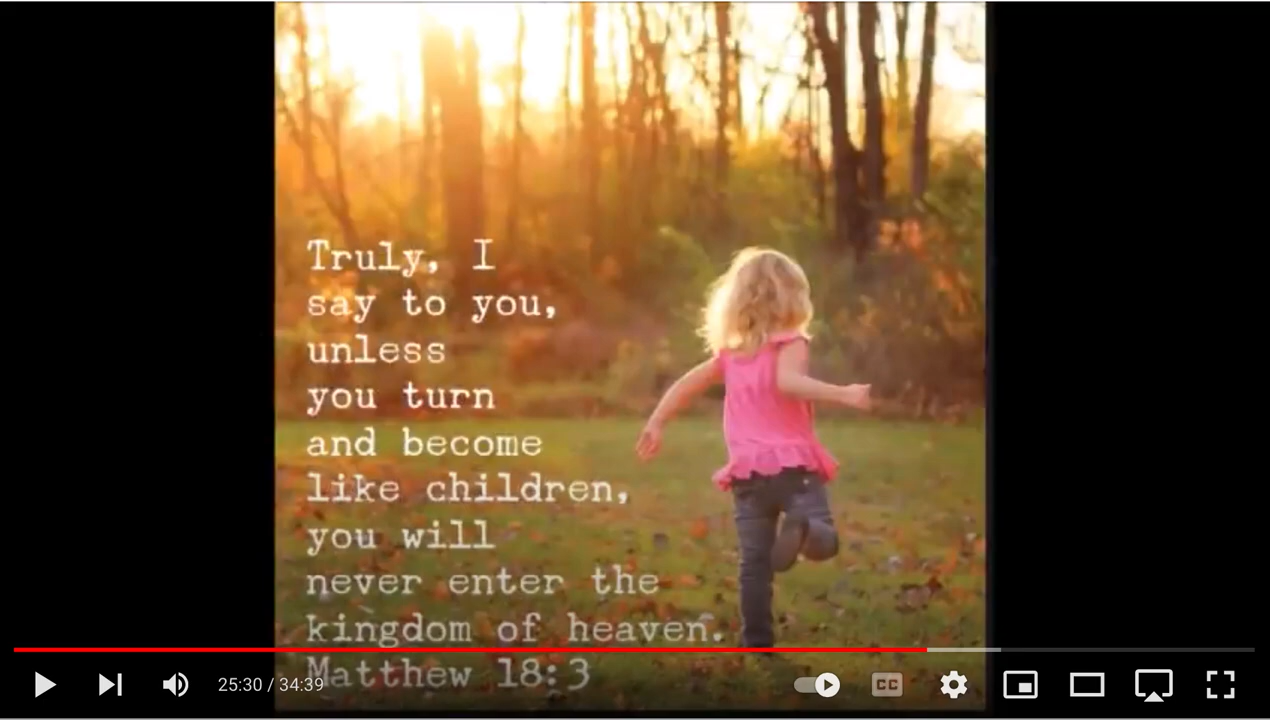 Truly, I
say to you,
unless
you turn
and become
like children,
you will
never enter the
kingdom of heaven.
Matthew 18:3
25:30 / 34:39
CC